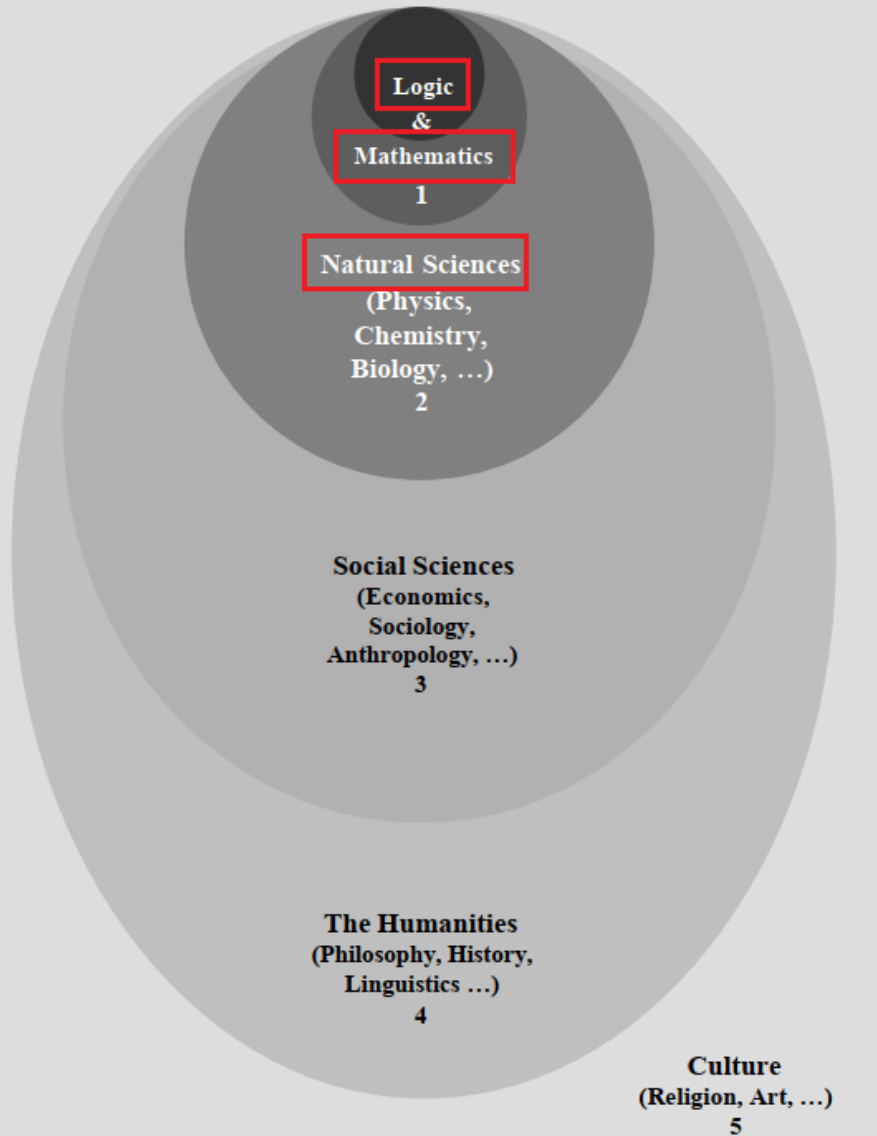 Logic
&
Mathematics
1
Natural Sciences
(Physics,
Chemistry,
Biology, …)
2
Social Sciences
(Economics,
Sociology,
Anthropology, …)
3
The Humanities
(Philosophy, History,
Linguistics …)
4
Culture
(Religion, Art, …)
5